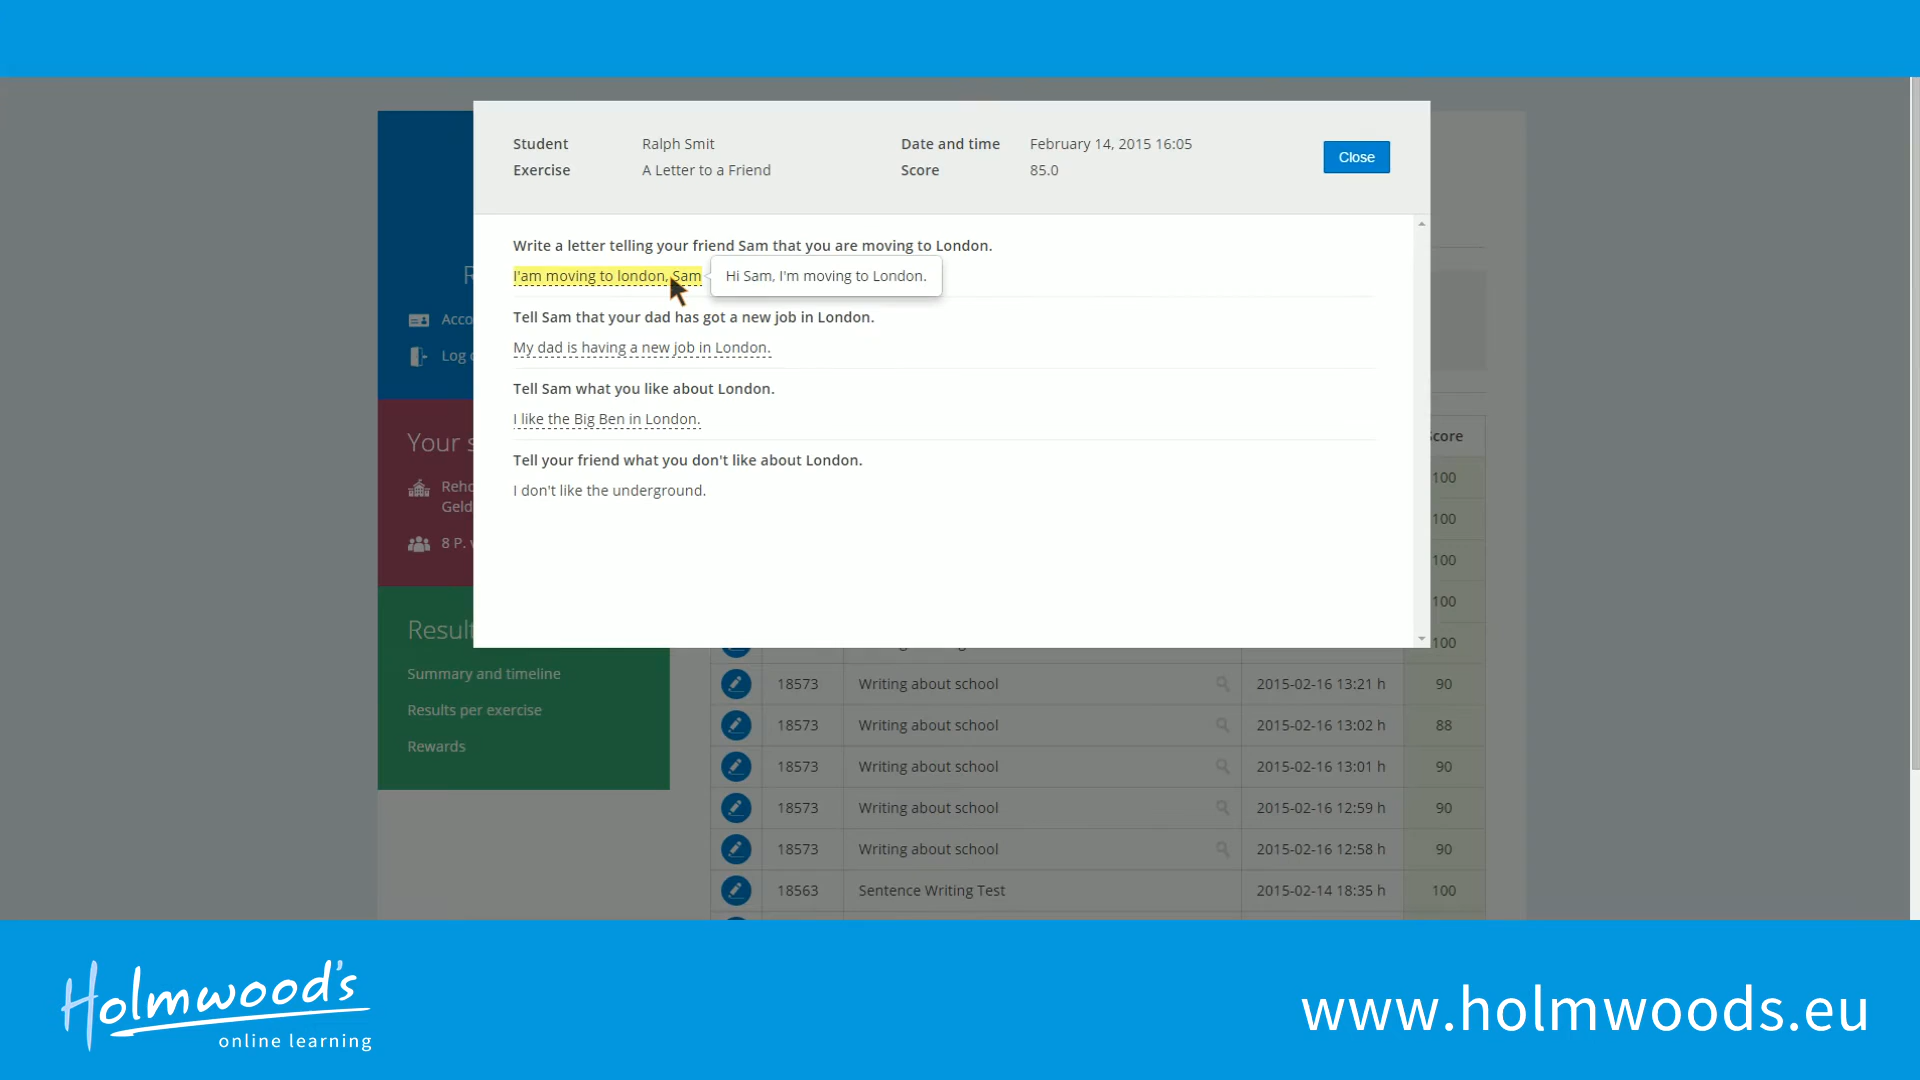 Student Ralph Smit Date and time February 14, 2015 16:05
Close
Exercise A Letter to a Friend Score 85.0
Write a letter telling your friend Sam that you are moving to London.
I'am moving to london, Sam
Hi Sam, I'm moving to London.
Tell Sam that your dad has got a new job in London.
My dad is having a new job in London.
Tell Sam what you like about London.
I like the Big Ben in London.
Tell your friend what you don't like about London.
I don't like the underground.
Your
8 P.
Summary and timeline
Results per exercise
Rewards
100
100
100
100
100
18573 Writing about school 2015-02-16 13:21 h 90
18573 Writing about school 2015-02-16 13:02 h 88
18573 Writing about school 2015-02-16 13:01 h 90
18573 Writing about school 2015-02-16 12:59 h 90
18573 Writing about school 2015-02-16 12:58 h 90
18563 Sentence Writing Test 2015-02-14 18:35 h 100
Holmwood's
online learning
www.holmwoods.eu